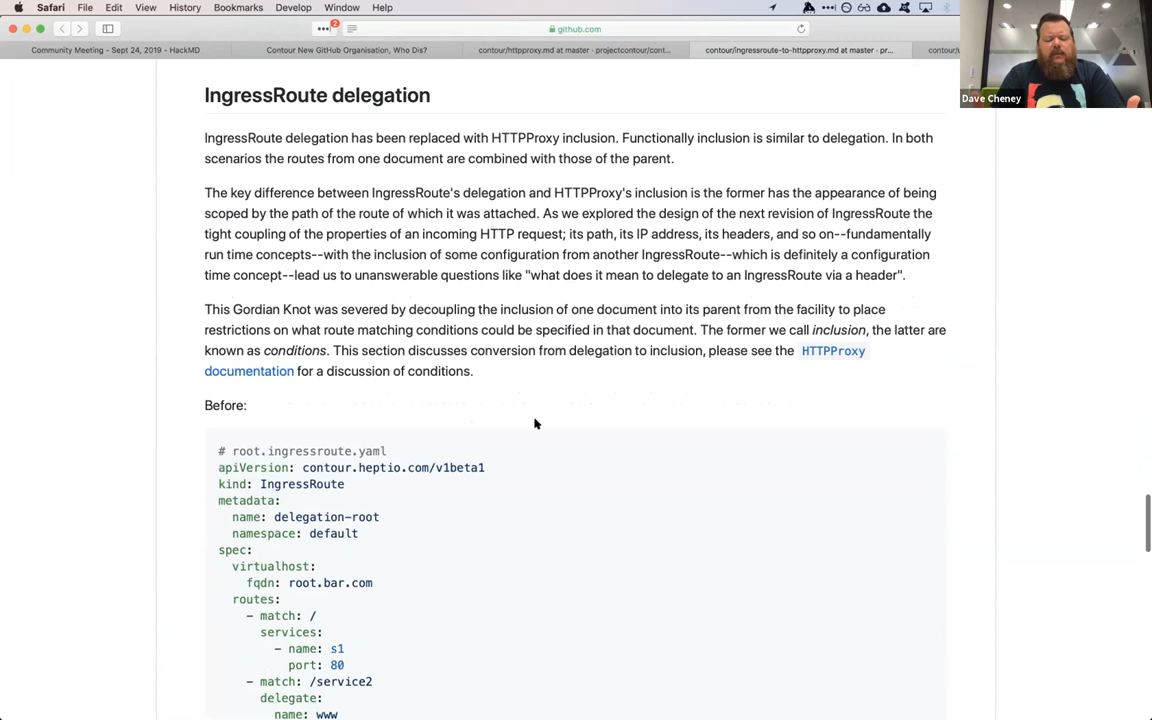 Safari File Edit View History Bookmarks Develop Window Help
2
github.com
Community Meeting - Sept 24, 2019 - HackMD
Contour New GitHub Organisation, Who Dis?
contour/httpproxy.md at master · projectcontour/cont...
contour/ingressroute-to-httpproxy.md at master · pr...
contour/
Dave Cheney
IngressRoute delegation
IngressRoute delegation has been replaced with HTTPProxy inclusion. Functionally inclusion is similar to delegation. In both
scenarios the routes from one document are combined with those of the parent.
The key difference between IngressRoute's delegation and HTTPProxy's inclusion is the former has the appearance of being
scoped by the path of the route of which it was attached. As we explored the design of the next revision of IngressRoute the
tight coupling of the properties of an incoming HTTP request; its path, its IP address, its headers, and so on--fundamentally
run time concepts--with the inclusion of some configuration from another IngressRoute--which is definitely a configuration
time concept--lead us to unanswerable questions like "what does it mean to delegate to an IngressRoute via a header".
This Gordian Knot was severed by decoupling the inclusion of one document into its parent from the facility to place
restrictions on what route matching conditions could be specified in that document. The former we call inclusion, the latter are
known as conditions. This section discusses conversion from delegation to inclusion, please see the HTTPProxy
documentation for a discussion of conditions.
Before:
# root.ingressroute.yaml
apiVersion: contour.heptio.com/v1beta1
kind: IngressRoute
metadata:
  name: delegation-root
  namespace: default
spec:
  virtualhost:
    fqdn: root.bar.com
  routes:
    - match: /
      services:
        - name: s1
          port: 80
    - match: /service2
      delegate:
        name: www